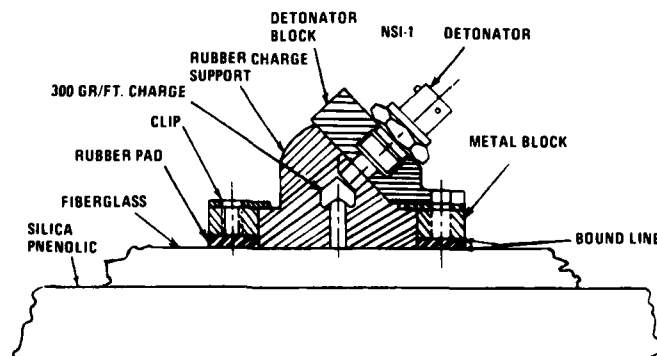 DETONATOR
BLOCK
NSI-1
DETONATOR
RUBBER CHARGE
SUPPORT
300 GR/FT. CHARGE
CLIP
METAL BLOCK
RUBBER PAD
FIBERGLASS
SILICA
PNENOLIC
BOUND LINE